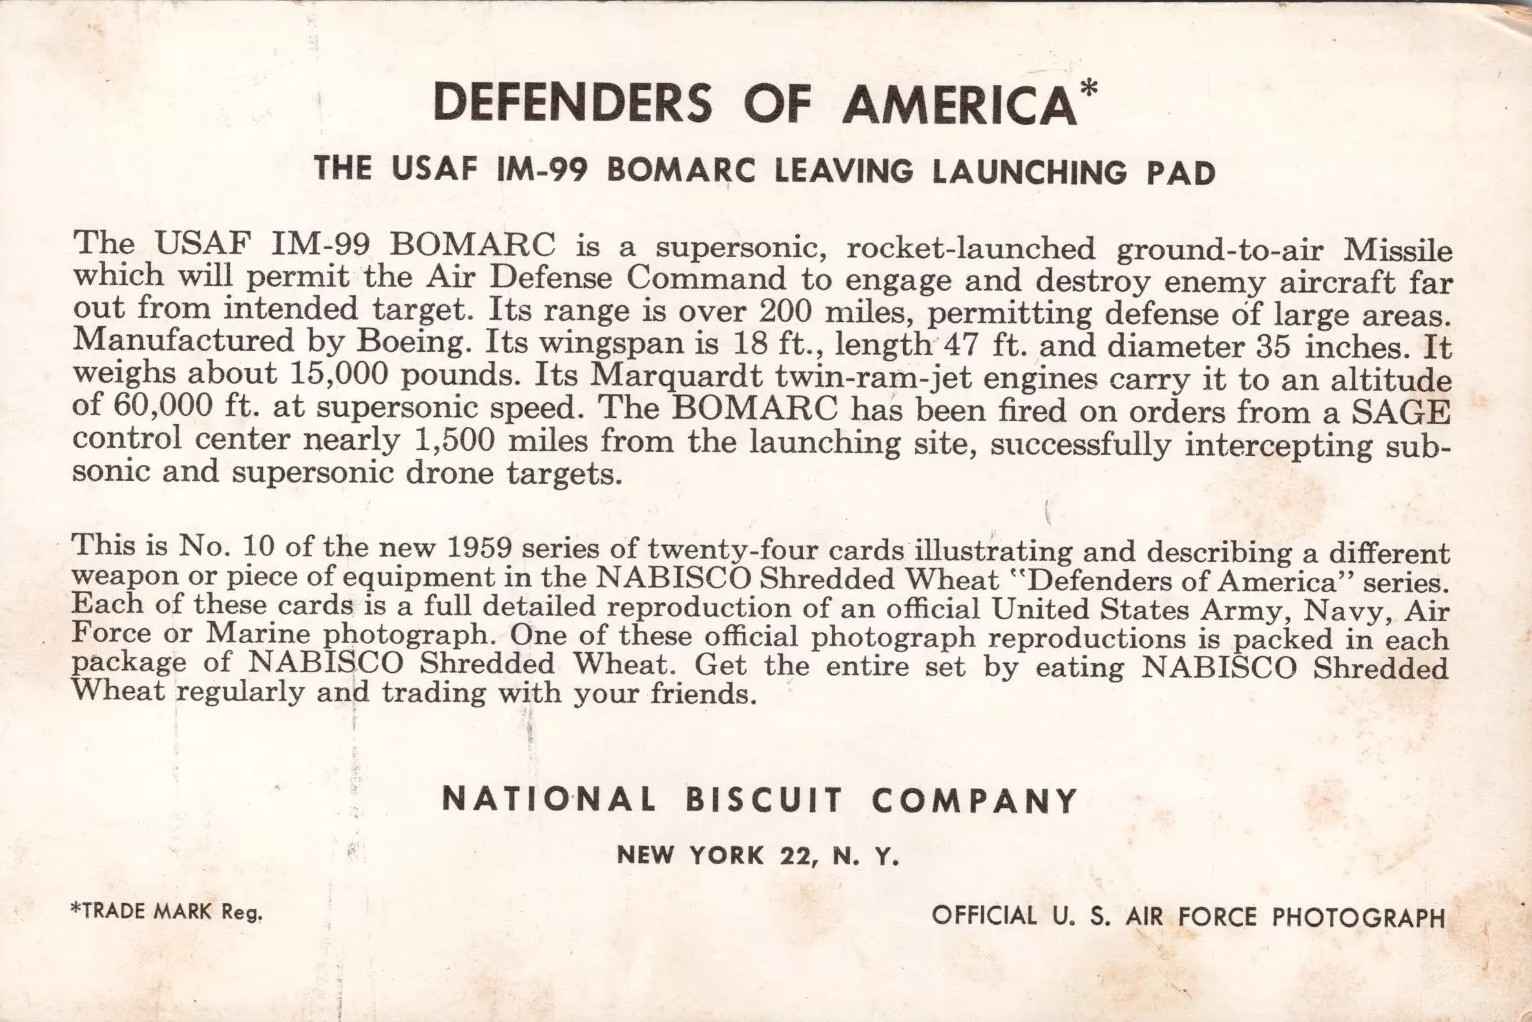 DEFENDERS OF AMERICA*
THE USAF IM-99 BOMARC LEAVING LAUNCHING PAD
The USAF IM-99 BOMARC is a supersonic, rocket-launched ground-to-air Missile
which will permit the Air Defense Command to engage and destroy enemy aircraft far
out from intended target. Its range is over 200 miles, permitting defense of large areas.
Manufactured by Boeing. Its wingspan is 18 ft., length 47 ft. and diameter 35 inches. It
weighs about 15,000 pounds. Its Marquardt twin-ram-jet engines carry it to an altitude
of 60,000 ft. at supersonic speed. The BOMARC has been fired on orders from a SAGE
control center nearly 1,500 miles from the launching site, successfully intercepting sub-
sonic and supersonic drone targets.
This is No. 10 of the new 1959 series of twenty-four cards illustrating and describing a different
weapon or piece of equipment in the NABISCO Shredded Wheat "Defenders of America" series.
Each of these cards is a full detailed reproduction of an official United States Army, Navy, Air
Force or Marine photograph. One of these official photograph reproductions is packed in each
package of NABISCO Shredded Wheat. Get the entire set by eating NABISCO Shredded
Wheat regularly and trading with your friends.
NATIONAL BISCUIT COMPANY
NEW YORK 22, N. Y.
*TRADE MARK Reg.
OFFICIAL U. S. AIR FORCE PHOTOGRAPH